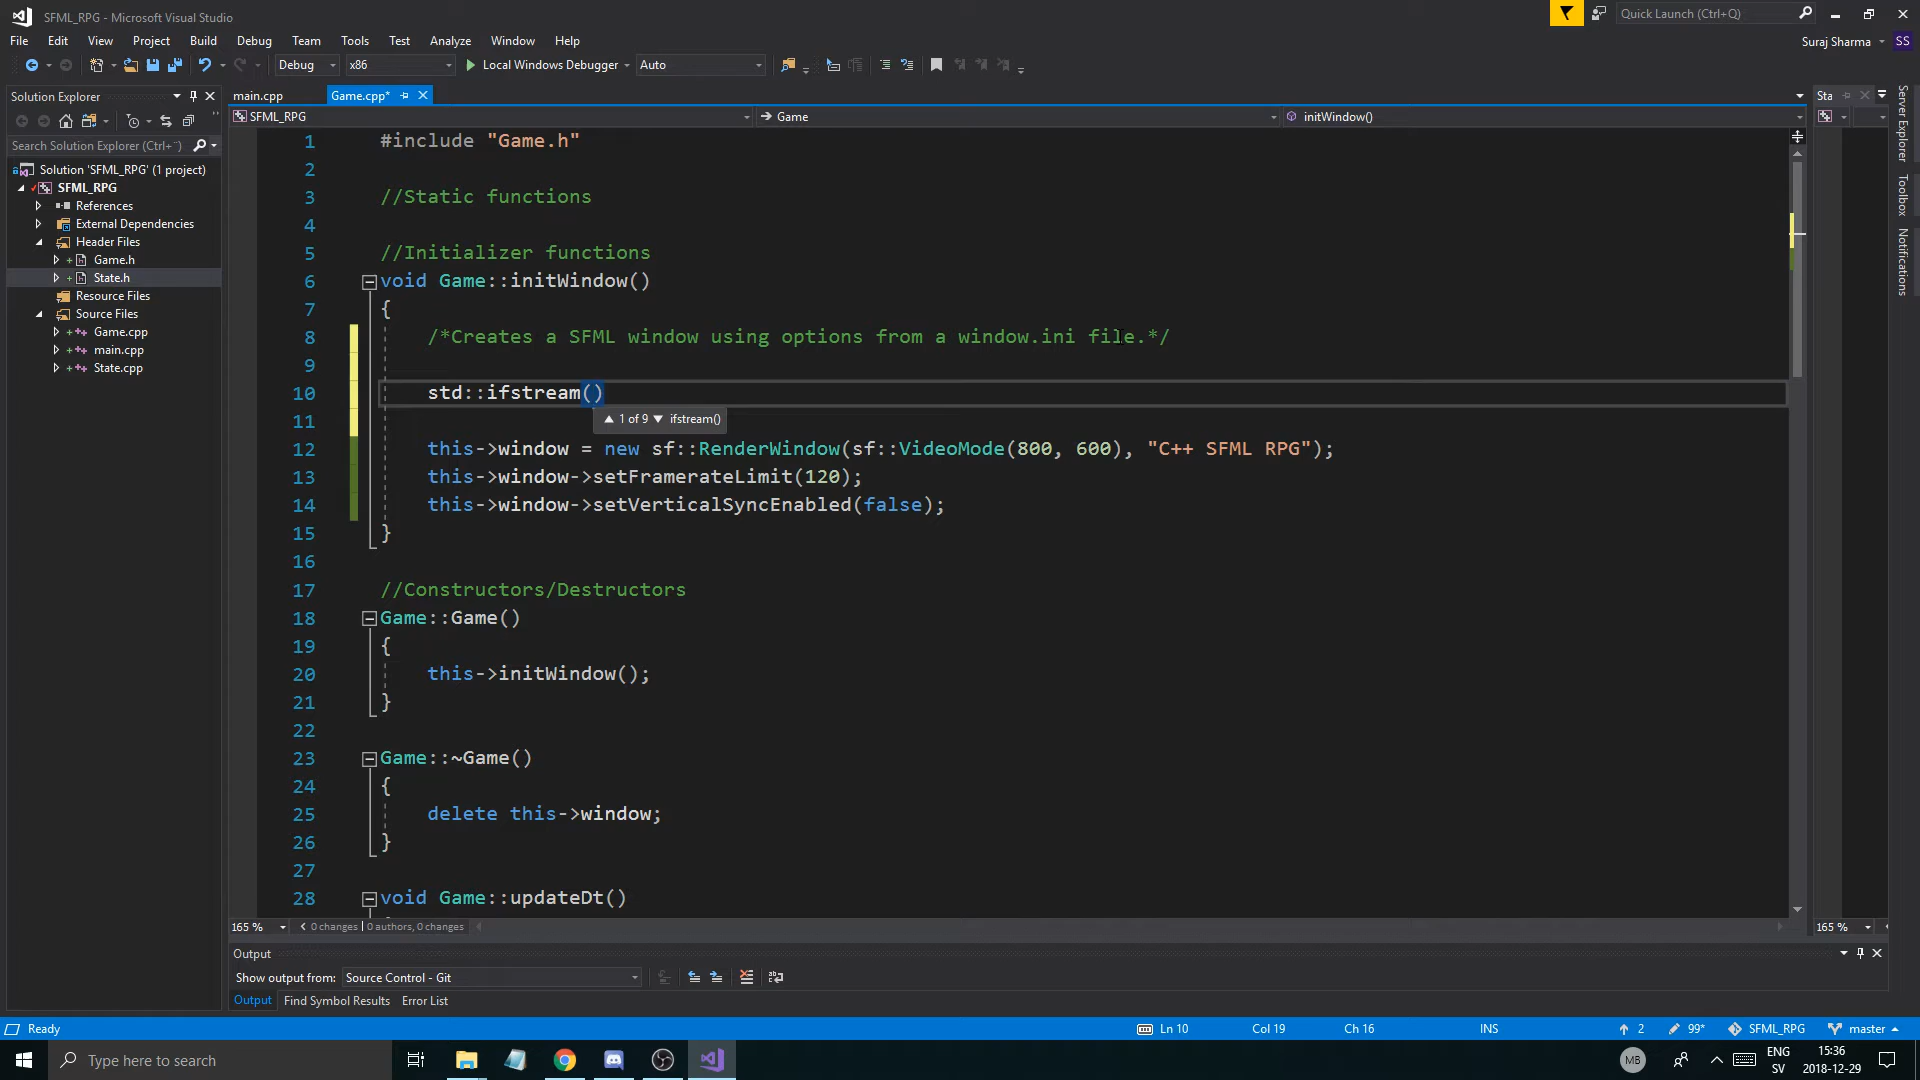 SFML_RPG - Microsoft Visual Studio
Quick Launch (Ctrl+Q)
File Edit View Project Build Debug Team Tools Test Analyze Window Help
Suraj Sharma SS
Debug x86 Local Windows Debugger Auto
Solution Explorer
main.cpp Game.cpp* Sta
SFML_RPG Game initWindow()
Search Solution Explorer (Ctrl+¨)
Solution 'SFML_RPG' (1 project)
SFML_RPG
References
External Dependencies
Header Files
Game.h
State.h
Resource Files
Source Files
Game.cpp
main.cpp
State.cpp
1 #include "Game.h"
2
3 //Static functions
4
5 //Initializer functions
6 void Game::initWindow()
7 {
8 /*Creates a SFML window using options from a window.ini file.*/
9
10 std::ifstream()
1 of 9 ifstream()
11
12 this->window = new sf::RenderWindow(sf::VideoMode(800, 600), "C++ SFML RPG");
13 this->window->setFramerateLimit(120);
14 this->window->setVerticalSyncEnabled(false);
15 }
16
17 //Constructors/Destructors
18 Game::Game()
19 {
20 this->initWindow();
21 }
22
23 Game::~Game()
24 {
25 delete this->window;
26 }
27
28 void Game::updateDt()
165 % 0 changes | 0 authors, 0 changes 165 %
Server Explorer
Toolbox
Notifications
Output
Show output from: Source Control - Git
Output Find Symbol Results Error List
Ready Ln 10 Col 19 Ch 16 INS 2 99* SFML_RPG master
Type here to search
MB
ENG
SV
15:36
2018-12-29